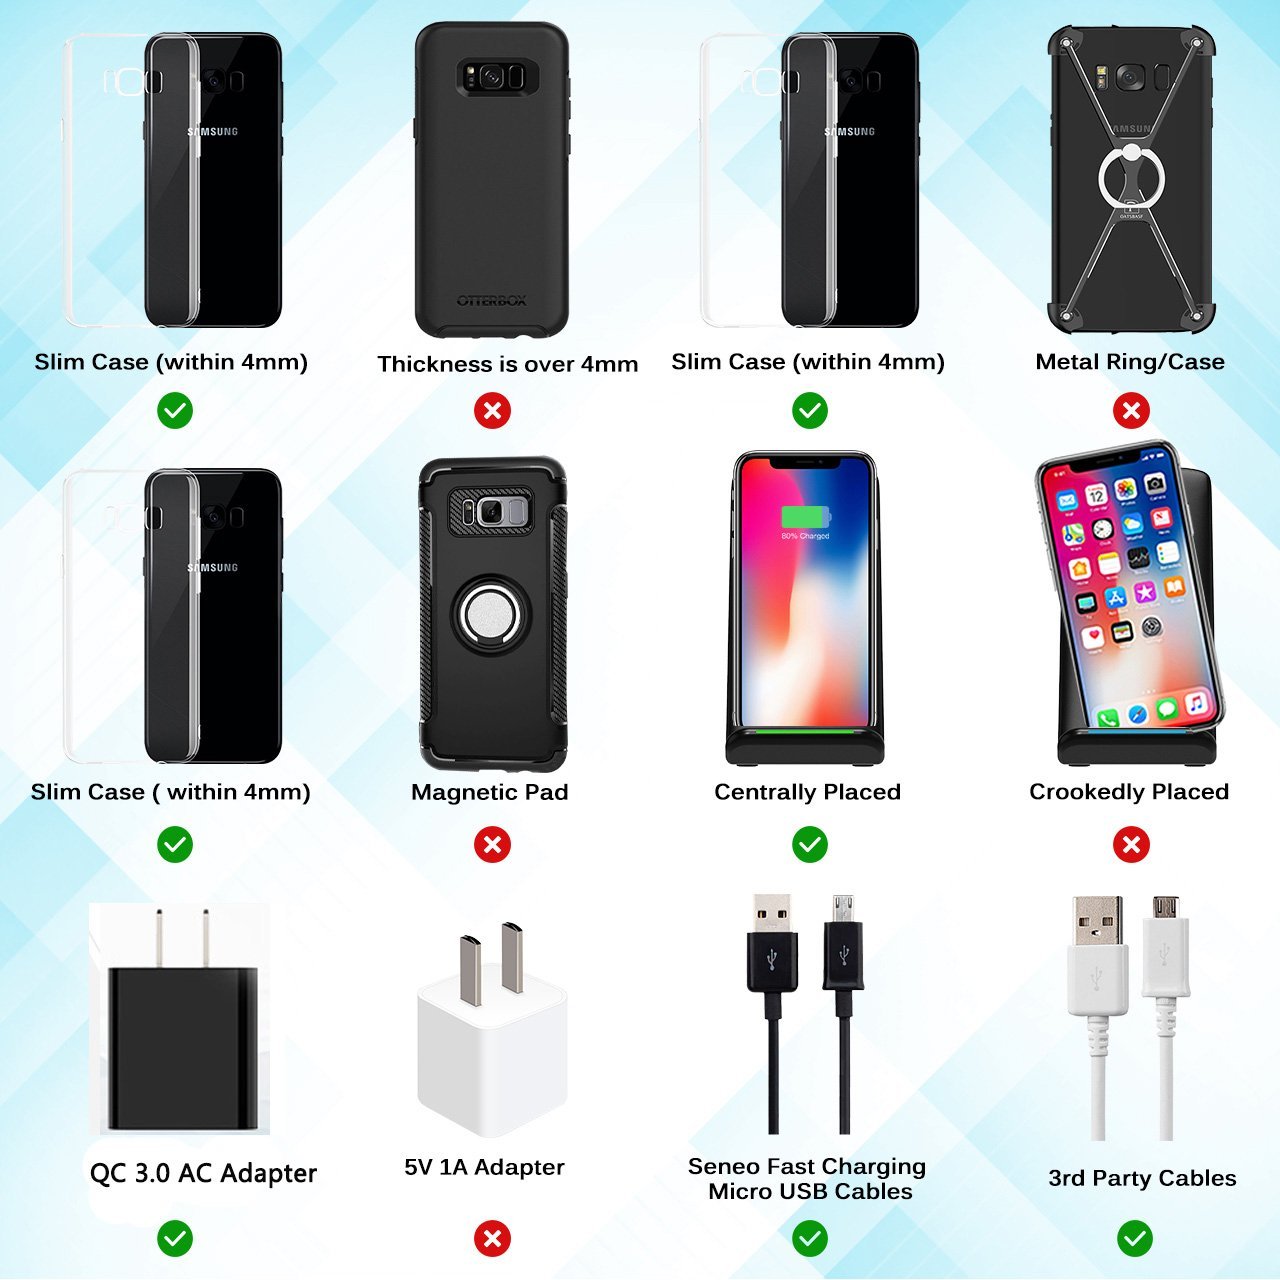 SAMSUNG
OTTERBOX
SAMSUNG
AMSUN
Slim Case (within 4mm)
Thickness is over 4mm
Slim Case (within 4mm)
Metal Ring/Case
SAMSUNG
80% Charged
12
Slim Case ( within 4mm)
Magnetic Pad
Centrally Placed
Crookedly Placed
QC 3.0 AC Adapter
5V 1A Adapter
Seneo Fast Charging
Micro USB Cables
3rd Party Cables